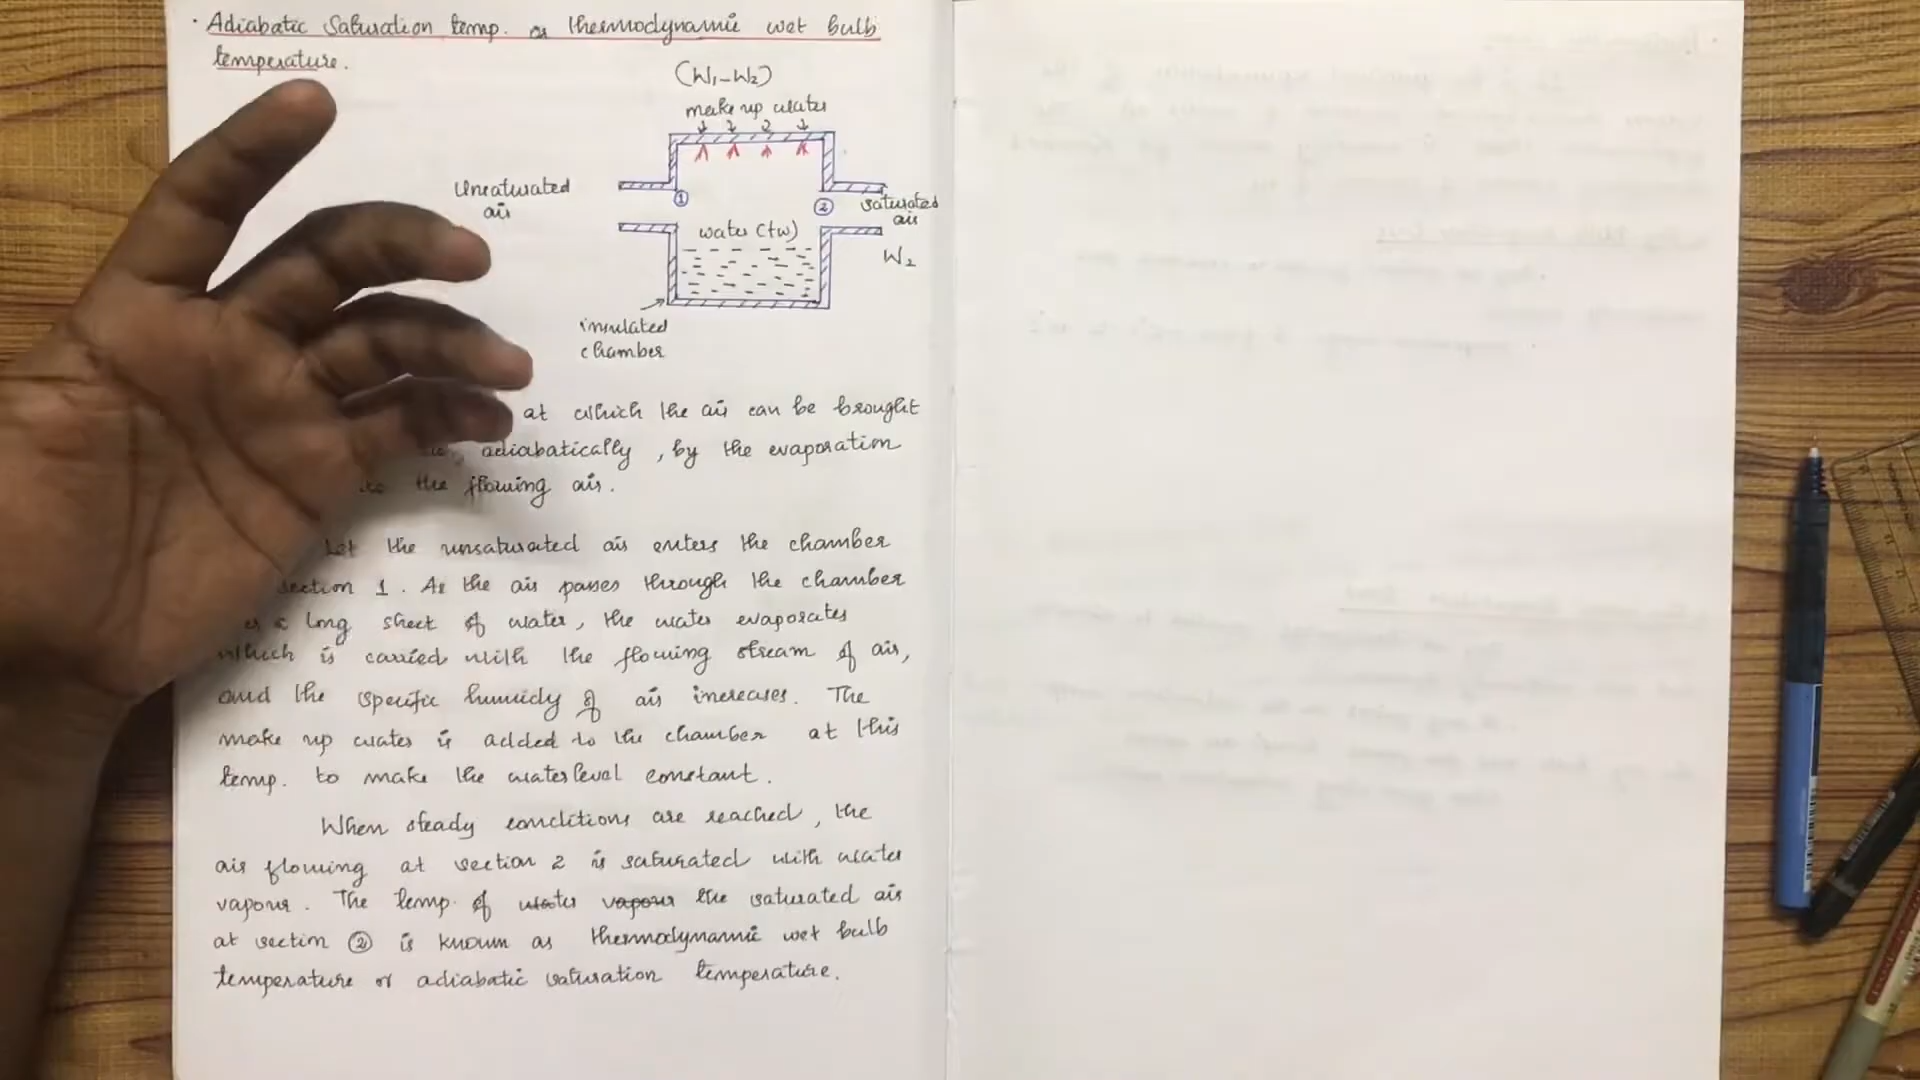 · Adiabatic Saturation temp. or thermodynamic wet bulb
temperature.
(W₁-W₂)
make up water
Unsaturated
air
①
②
saturated
air
water (tw)
W₂
insulated
chamber
at which the air can be brought
adiabatically, by the evaporation
the flowing air.
Let the unsaturated air enters the chamber
section 1. As the air passes through the chamber
long sheet of water, the water evaporates
which is carried with the flowing stream of air,
and the specific humidy of air increases. The
make up water is added to the chamber at this
temp. to make the water level constant.
When steady conditions are reached, the
air flowing at section 2 is saturated with water
vapour. The temp. of water vapour the saturated air
at section ② is known as thermodynamic wet bulb
temperature or adiabatic saturation temperature.